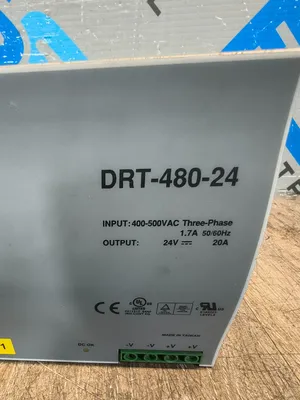 DRT-480-24
INPUT: 400-500VAC Three-Phase
1.7A 50/60Hz
OUTPUT: 24V⎓ 20A
MADE IN TAIWAN
DC ON
-V -V +V +V
1